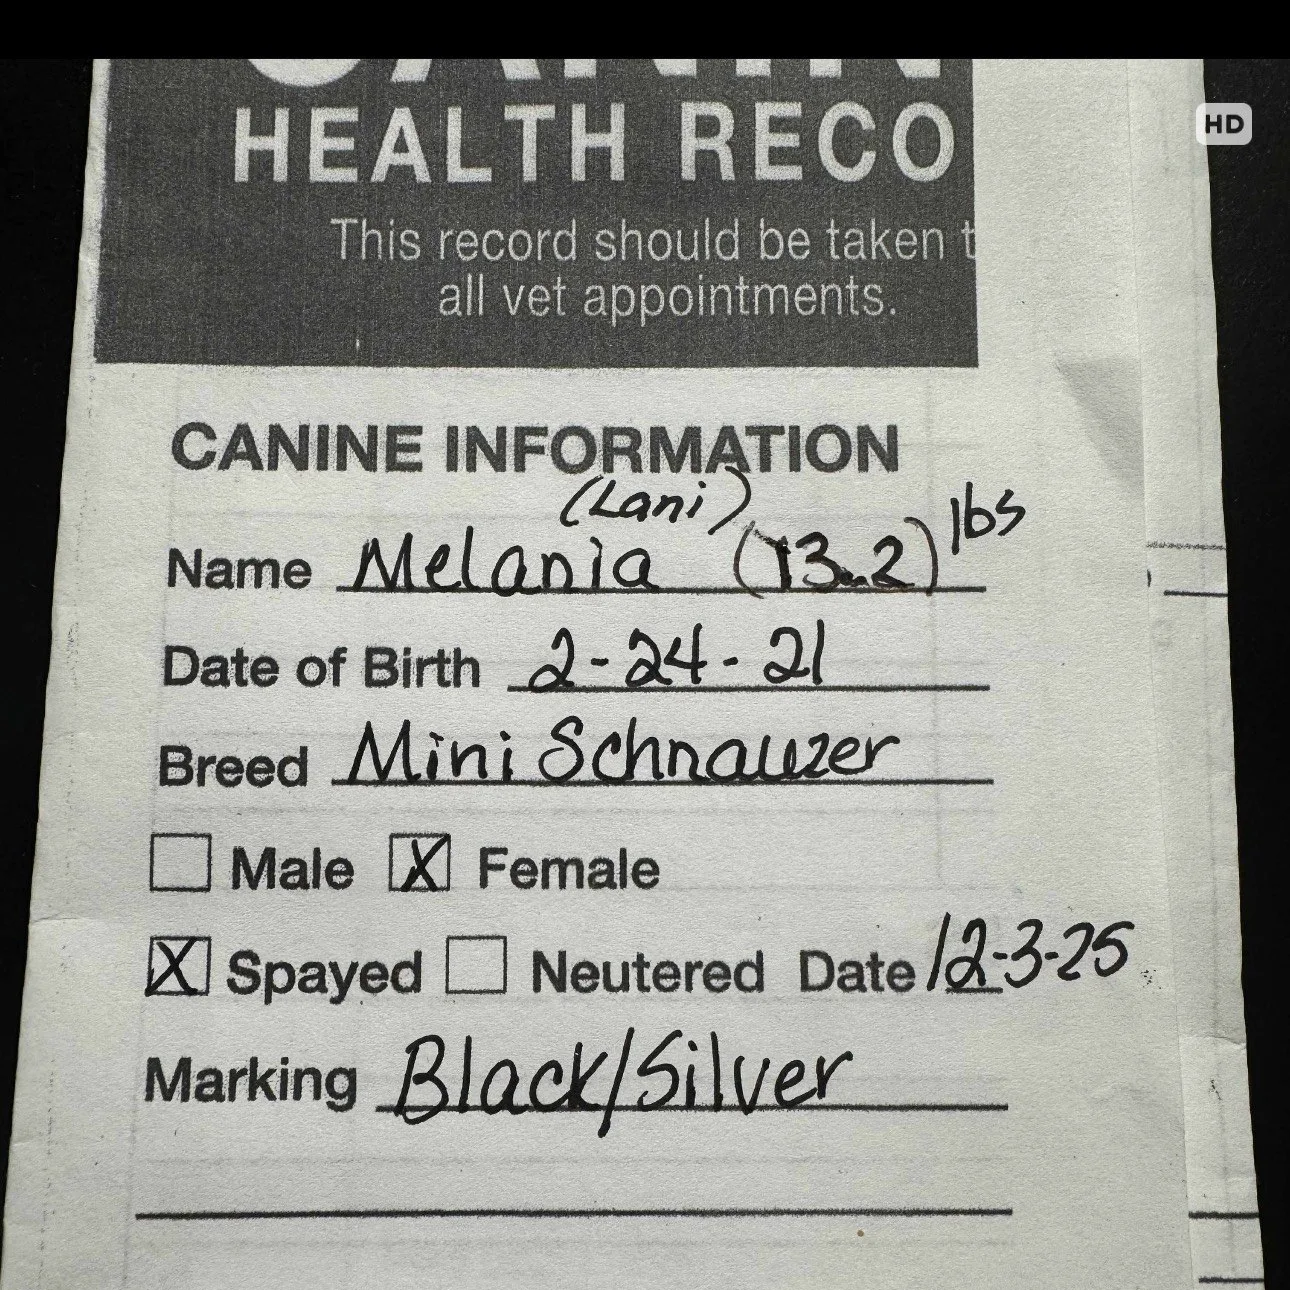 HD
CANIN
HEALTH RECO
This record should be taken t
all vet appointments.
CANINE INFORMATION
(Lani)
Name Melania (13.2) lbs
Date of Birth 2-24-21
Breed Mini Schnauzer
Male X Female
X Spayed Neutered Date 12-3-25
Marking Black/Silver